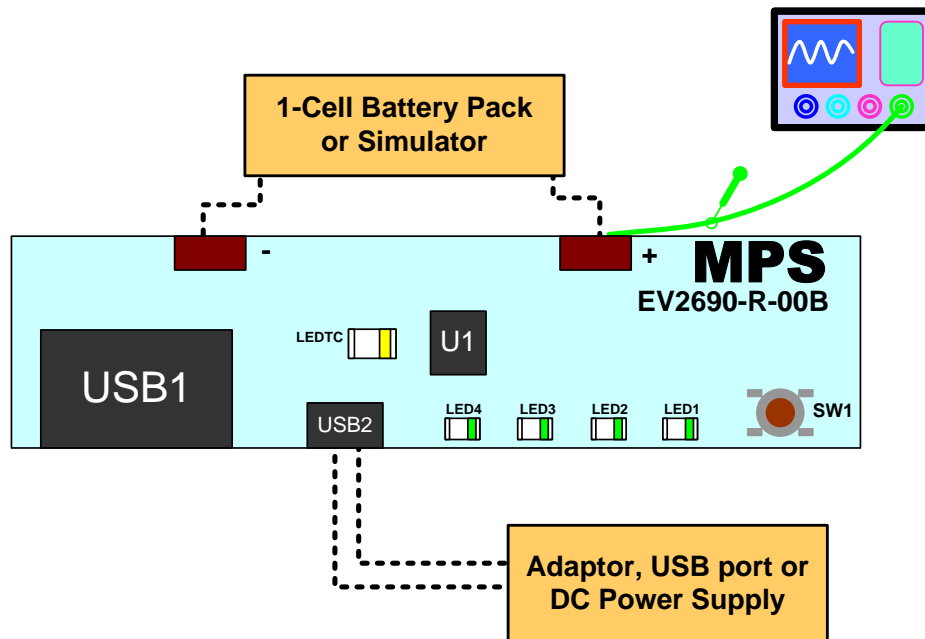 1-Cell Battery Pack
or Simulator
-
+
MPS
EV2690-R-00B
LEDTC
U1
USB1
USB2
LED4
LED3
LED2
LED1
SW1
Adaptor, USB port or
DC Power Supply